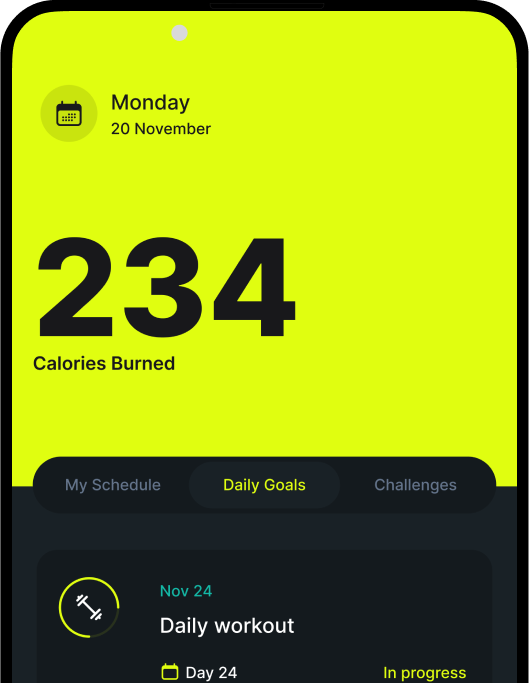 Monday
20 November
234
Calories Burned
My Schedule Daily Goals Challenges
Nov 24
Daily workout
Day 24 In progress